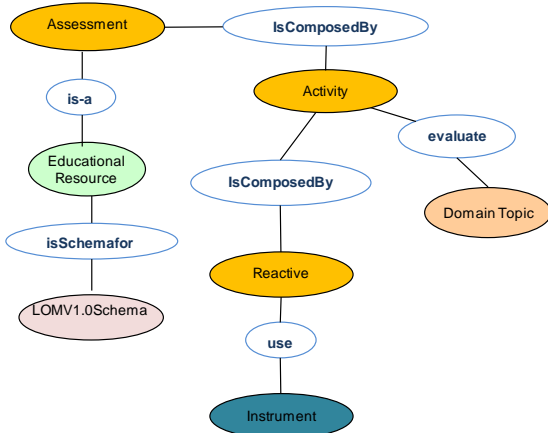 Assessment
IsComposedBy
is-a
Activity
evaluate
Educational
Resource
IsComposedBy
Domain Topic
isSchemafor
Reactive
LOMV1.0Schema
use
Instrument